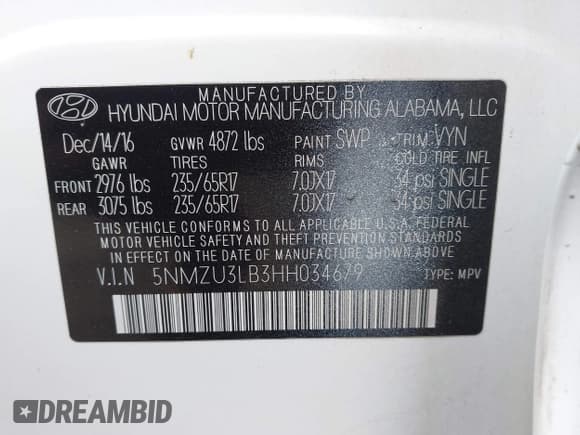 MANUFACTURED BY
HYUNDAI MOTOR MANUFACTURING ALABAMA, LLC
Dec/14/16 GVWR 4872 lbs PAINT SWP TRIM VYN
GAWR TIRES RIMS COLD TIRE INFL
FRONT 2976 lbs 235/65R17 7.0JX17 34 psi SINGLE
REAR 3075 lbs 235/65R17 7.0JX17 34 psi SINGLE
THIS VEHICLE CONFORMS TO ALL APPLICABLE U.S.A. FEDERAL
MOTOR VEHICLE SAFETY AND THEFT PREVENTION STANDARDS
IN EFFECT ON THE DATE OF MANUFACTURE SHOWN ABOVE.
V.I.N 5NMZU3LB3HH034679 TYPE: MPV
DREAMBID